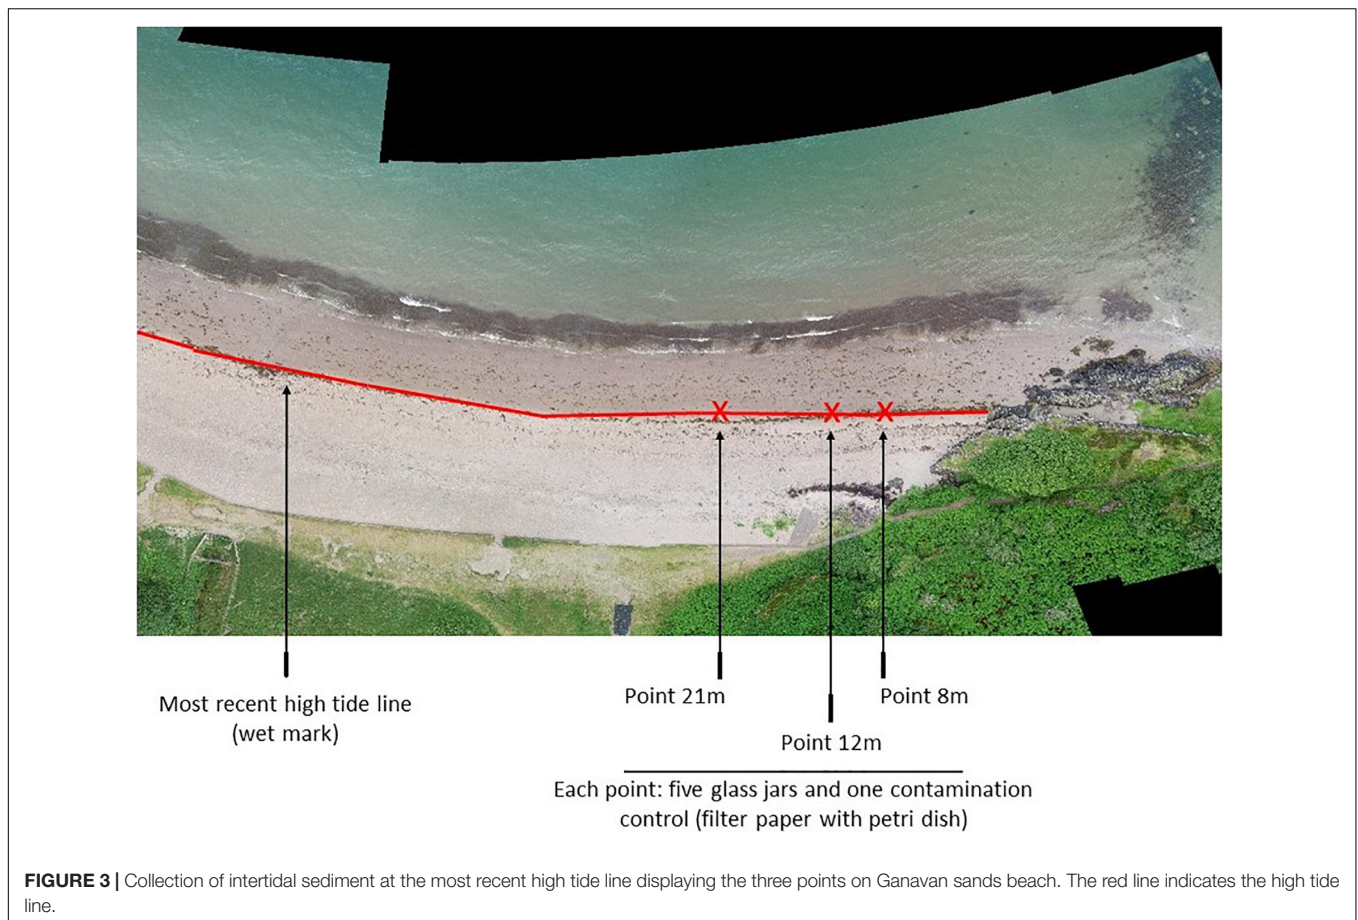 X X X
Most recent high tide line
(wet mark)
Point 21m
Point 8m
Point 12m
Each point: five glass jars and one contamination
control (filter paper with petri dish)
FIGURE 3 | Collection of intertidal sediment at the most recent high tide line displaying the three points on Ganavan sands beach. The red line indicates the high tide
line.